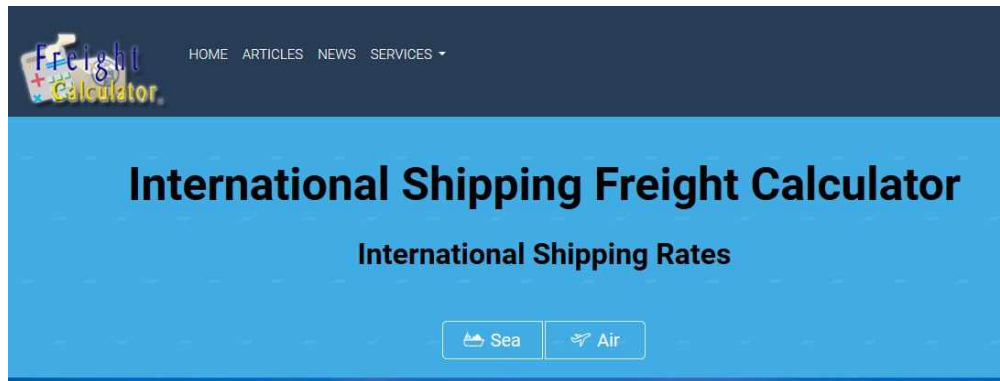 Freight
Calculator.
HOME ARTICLES NEWS SERVICES
International Shipping Freight Calculator
International Shipping Rates
Sea Air